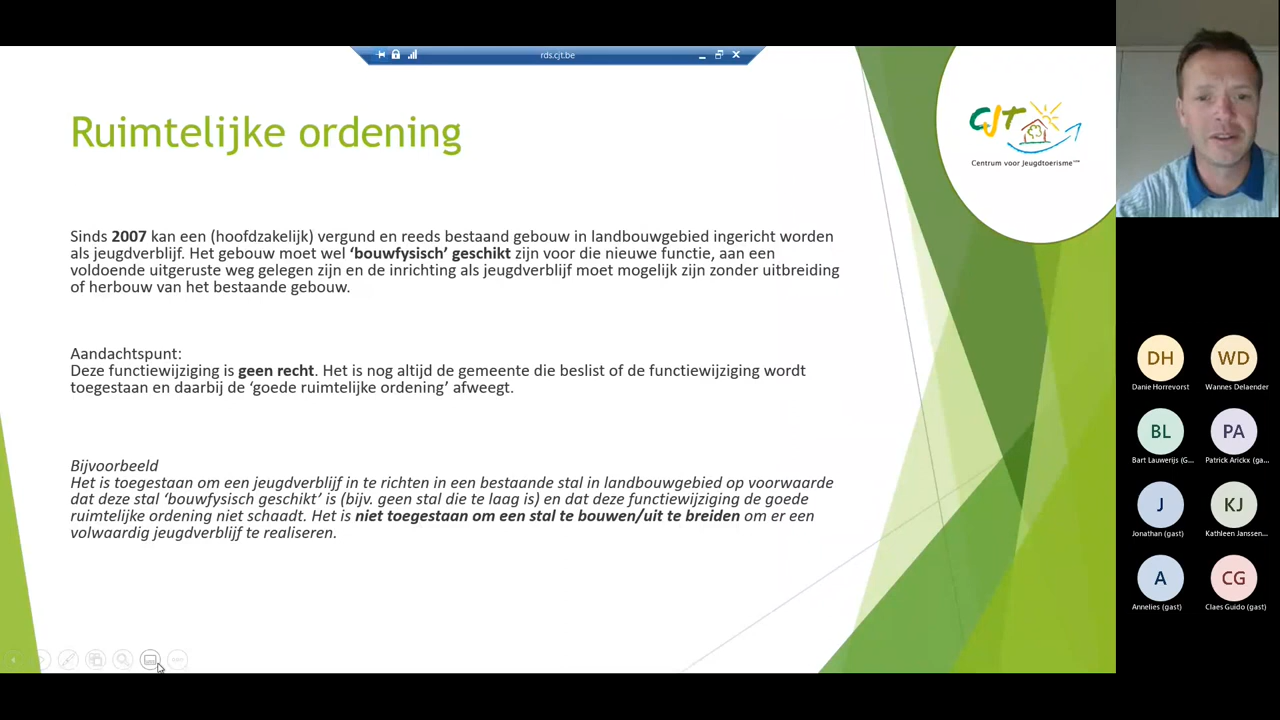 rds.cjt.be
Ruimtelijke ordening
CJT
Centrum voor Jeugdtoerisme vzw
Sinds 2007 kan een (hoofdzakelijk) vergund en reeds bestaand gebouw in landbouwgebied ingericht worden
als jeugdverblijf. Het gebouw moet wel ‘bouwfysisch’ geschikt zijn voor die nieuwe functie, aan een
voldoende uitgeruste weg gelegen zijn en de inrichting als jeugdverblijf moet mogelijk zijn zonder uitbreiding
of herbouw van het bestaande gebouw.
Aandachtspunt:
Deze functiewijziging is geen recht. Het is nog altijd de gemeente die beslist of de functiewijziging wordt
toegestaan en daarbij de ‘goede ruimtelijke ordening’ afweegt.
Bijvoorbeeld
Het is toegestaan om een jeugdverblijf in te richten in een bestaande stal in landbouwgebied op voorwaarde
dat deze stal ‘bouwfysisch geschikt’ is (bijv. geen stal die te laag is) en dat deze functiewijziging de goede
ruimtelijke ordening niet schaadt. Het is niet toegestaan om een stal te bouwen/uit te breiden om er een
volwaardig jeugdverblijf te realiseren.
DH
WD
Danie Horrevorst
Wannes Delaender
BL
PA
Bart Lauwerijs (G...
Patrick Arickx (ga...
J
KJ
Jonathan (gast)
Kathleen Janssen...
A
CG
Annelies (gast)
Claes Guido (gast)